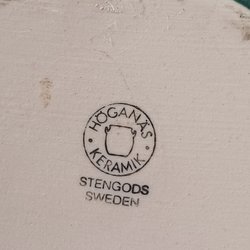 HÖGANÄS
KERAMIK
STENGODS
SWEDEN